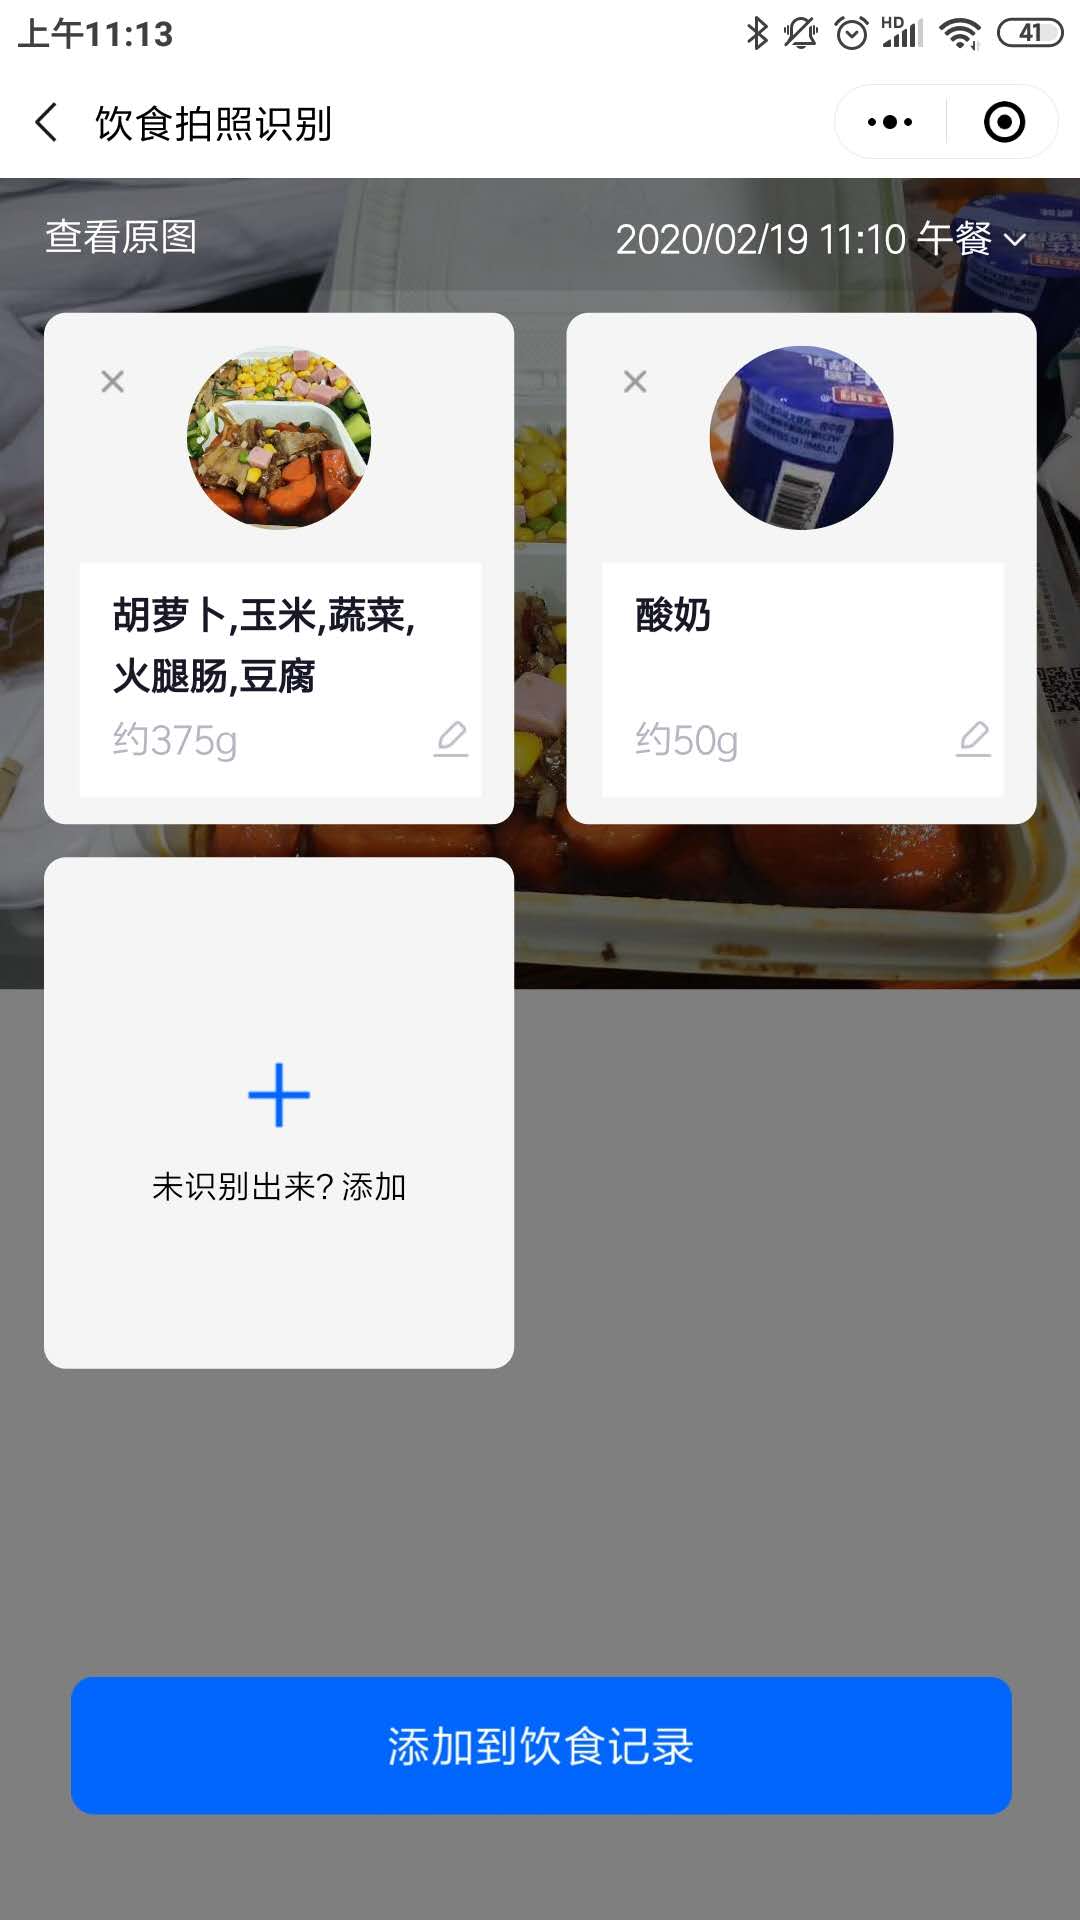 上午11:13
HD
41
饮食拍照识别
查看原图
2020/02/19 11:10 午餐
胡萝卜,玉米,蔬菜,
火腿肠,豆腐
约375g
酸奶
约50g
未识别出来? 添加
添加到饮食记录